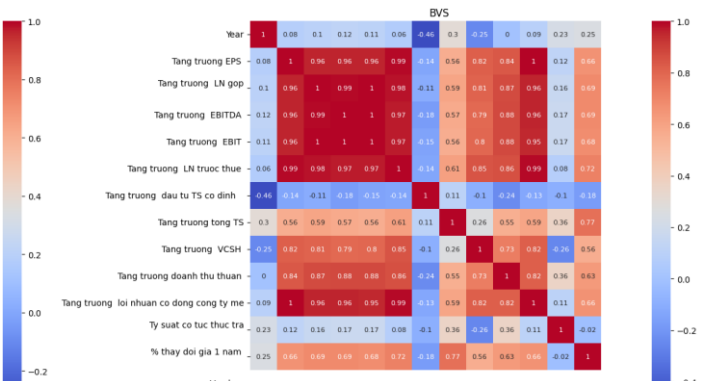 BVS
1.0
0.8
0.6
0.4
0.2
0.0
−0.2
Year 1 0.08 0.1 0.12 0.11 0.06 -0.46 0.3 -0.25 0 0.09 0.23 0.25
Tang truong EPS 0.08 1 0.96 0.96 0.96 0.99 -0.14 0.56 0.82 0.84 1 0.12 0.66
Tang truong LN gop 0.1 0.96 1 0.99 1 0.98 -0.11 0.59 0.81 0.87 0.96 0.16 0.69
Tang truong EBITDA 0.12 0.96 0.99 1 1 0.97 -0.18 0.57 0.79 0.88 0.96 0.17 0.69
Tang truong EBIT 0.11 0.96 1 1 1 0.97 -0.15 0.56 0.8 0.88 0.95 0.17 0.68
Tang truong LN truoc thue 0.06 0.99 0.98 0.97 0.97 1 -0.14 0.61 0.85 0.86 0.99 0.08 0.72
Tang truong dau tu TS co dinh -0.46 -0.14 -0.11 -0.18 -0.15 -0.14 1 0.11 -0.1 -0.24 -0.13 -0.1 -0.18
Tang truong tong TS 0.3 0.56 0.59 0.57 0.56 0.61 0.11 1 0.26 0.55 0.59 0.36 0.77
Tang truong VCSH -0.25 0.82 0.81 0.79 0.8 0.85 -0.1 0.26 1 0.73 0.82 -0.26 0.56
Tang truong doanh thu thuan 0 0.84 0.87 0.88 0.88 0.86 -0.24 0.55 0.73 1 0.82 0.36 0.63
Tang truong loi nhuan co dong cong ty me 0.09 1 0.96 0.96 0.95 0.99 -0.13 0.59 0.82 0.82 1 0.11 0.66
Ty suat co tuc thuc tra 0.23 0.12 0.16 0.17 0.17 0.08 -0.1 0.36 -0.26 0.36 0.11 1 -0.02
% thay doi gia 1 nam 0.25 0.66 0.69 0.69 0.68 0.72 -0.18 0.77 0.56 0.63 0.66 -0.02 1
1.0
0.8
0.6
0.4
0.2
−0.0
−0.2